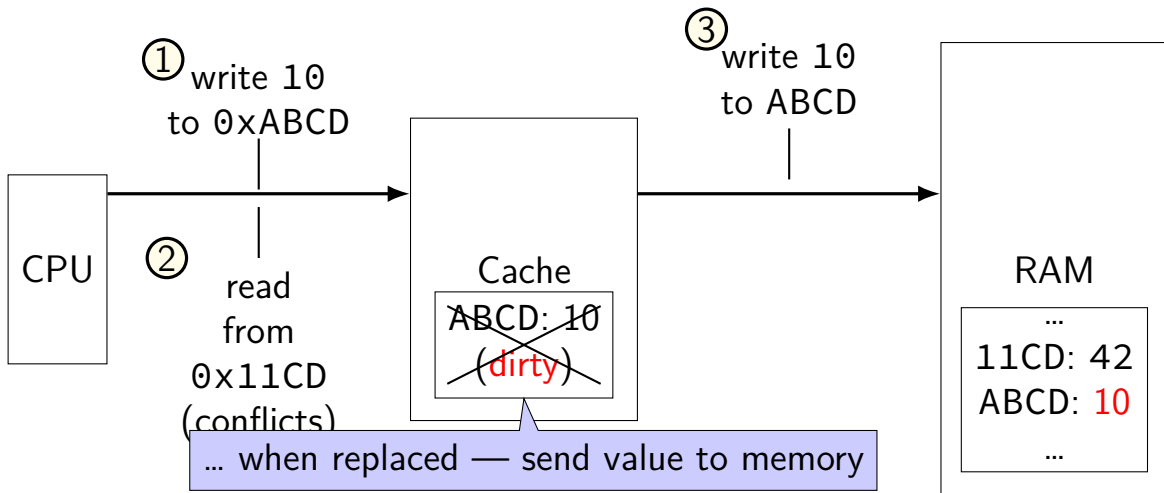 1
write 10
to 0xABCD
3
write 10
to ABCD
CPU
2
read
from
0x11CD
(conflicts)
Cache
ABCD: 10
(dirty)
RAM
...
11CD: 42
ABCD: 10
...
... when replaced — send value to memory